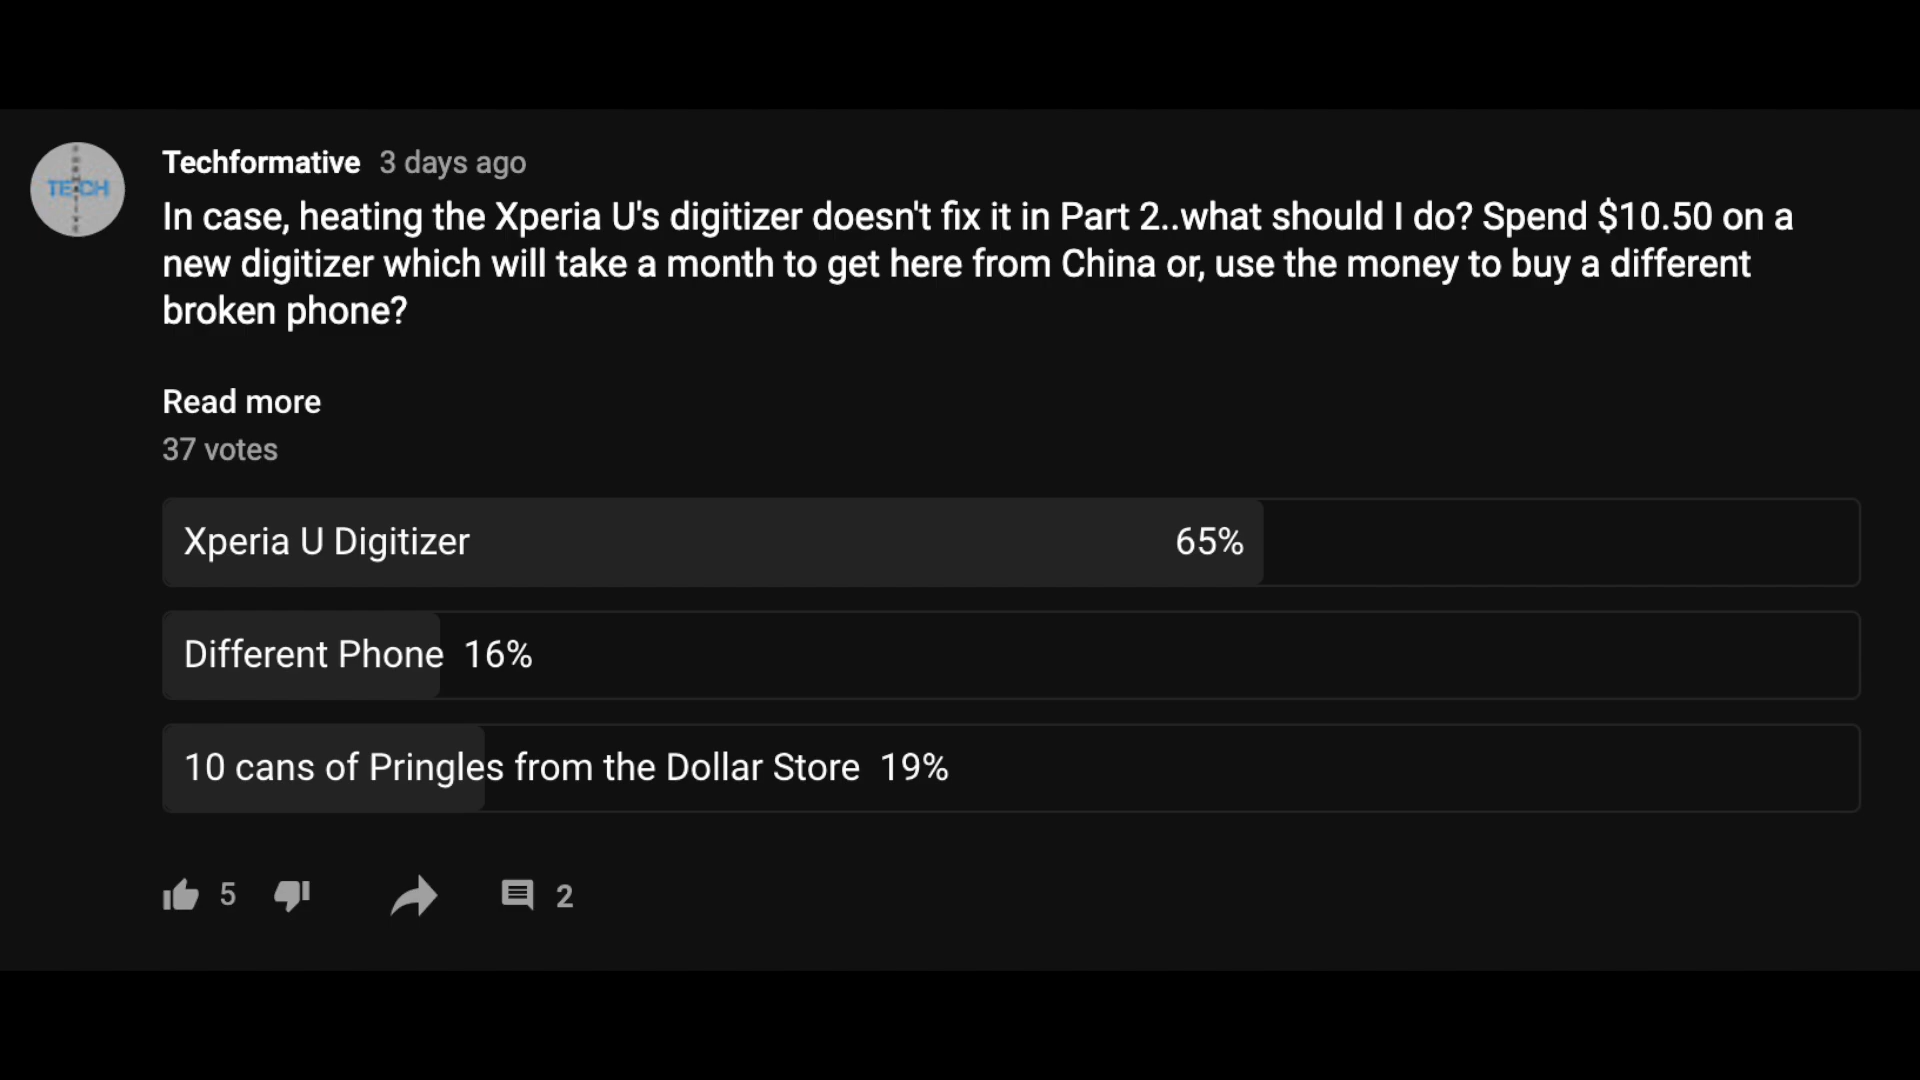 TECH
FORMATIVE
Techformative 3 days ago
In case, heating the Xperia U's digitizer doesn't fix it in Part 2..what should I do? Spend $10.50 on a
new digitizer which will take a month to get here from China or, use the money to buy a different
broken phone?
Read more
37 votes
Xperia U Digitizer 65%
Different Phone 16%
10 cans of Pringles from the Dollar Store 19%
5 2